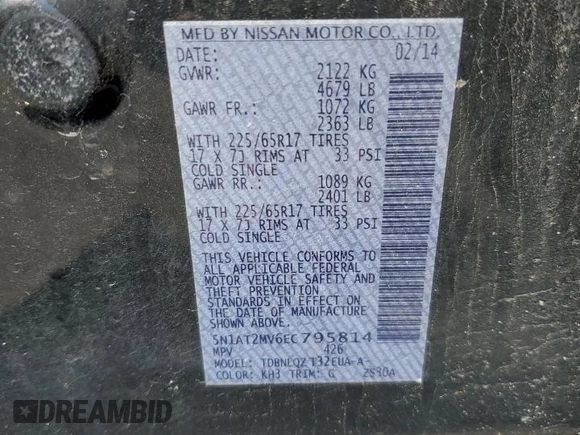 MFD BY NISSAN MOTOR CO., LTD.
DATE: 02/14
GVWR: 2122 KG
4679 LB
GAWR FR.: 1072 KG
2363 LB
WITH 225/65R17 TIRES
17 X 7J RIMS AT 33 PSI
COLD SINGLE
GAWR RR.: 1089 KG
2401 LB
WITH 225/65R17 TIRES
17 X 7J RIMS AT 33 PSI
COLD SINGLE
THIS VEHICLE CONFORMS TO
ALL APPLICABLE FEDERAL
MOTOR VEHICLE SAFETY AND
THEFT PREVENTION
STANDARDS IN EFFECT ON
THE DATE OF MANUFACTURE
SHOWN ABOVE.
5N1AT2MV6EC795814
MPV 426
MODEL: TDBNLQZ T32EUA-A-
COLOR: KH3 TRIM: G 2S30A
DREAMBID